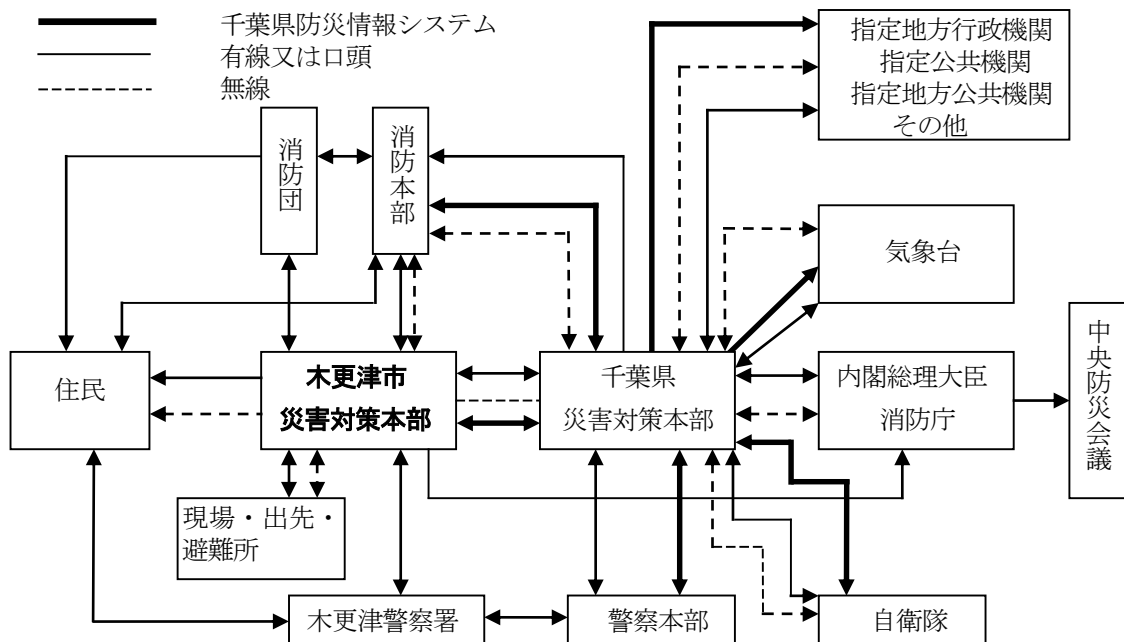 千葉県防災情報システム
有線又は口頭
無線
指定地方行政機関
指定公共機関
指定地方公共機関
その他
消防団
消防本部
気象台
住民
木更津市
災害対策本部
千葉県
災害対策本部
内閣総理大臣
消防庁
中央防災会議
現場・出先・
避難所
木更津警察署
警察本部
自衛隊